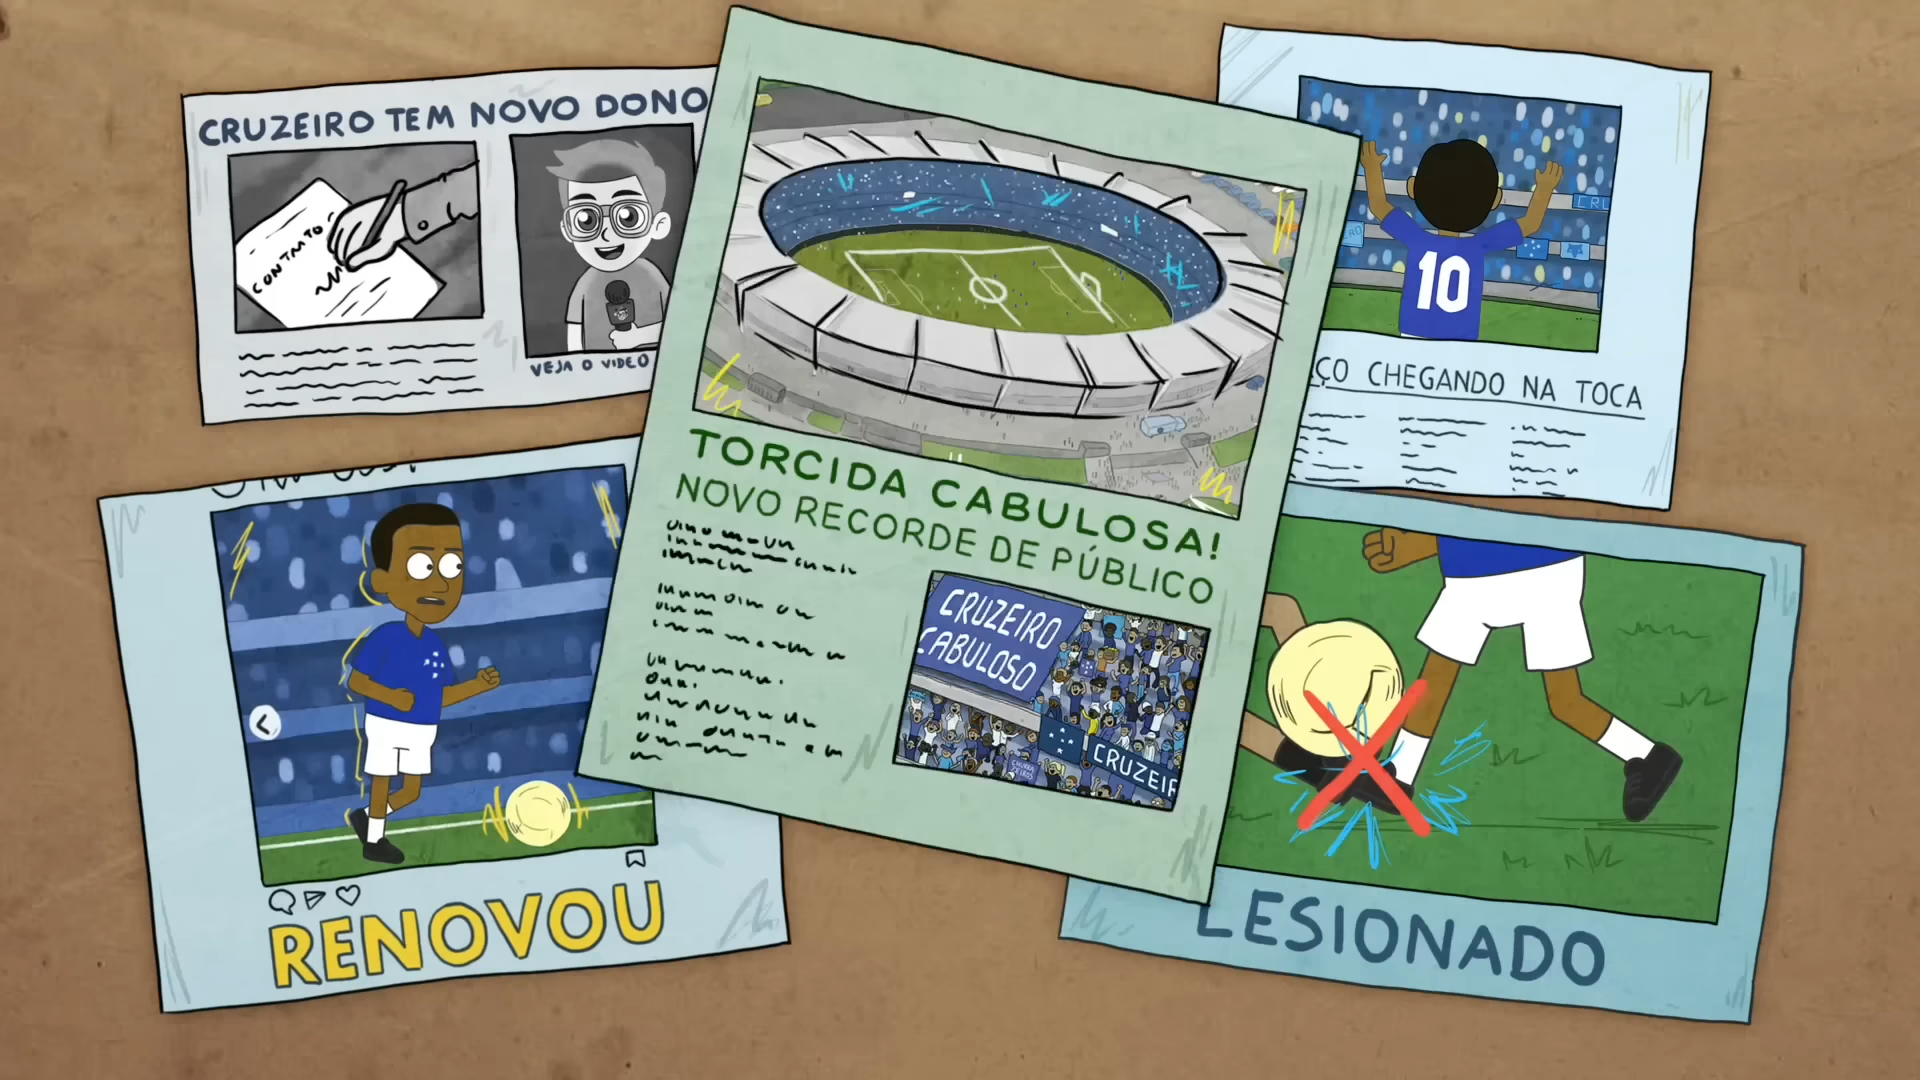 CRUZEIRO TEM NOVO DONO
CONTRATO
VEJA O VIDEO
TORCIDA CABULOSA!
NOVO RECORDE DE PÚBLICO
CRUZEIRO
CABULOSO
CRUZEIR
10
CRL
ÇO CHEGANDO NA TOCA
RENOVOU
LESIONADO